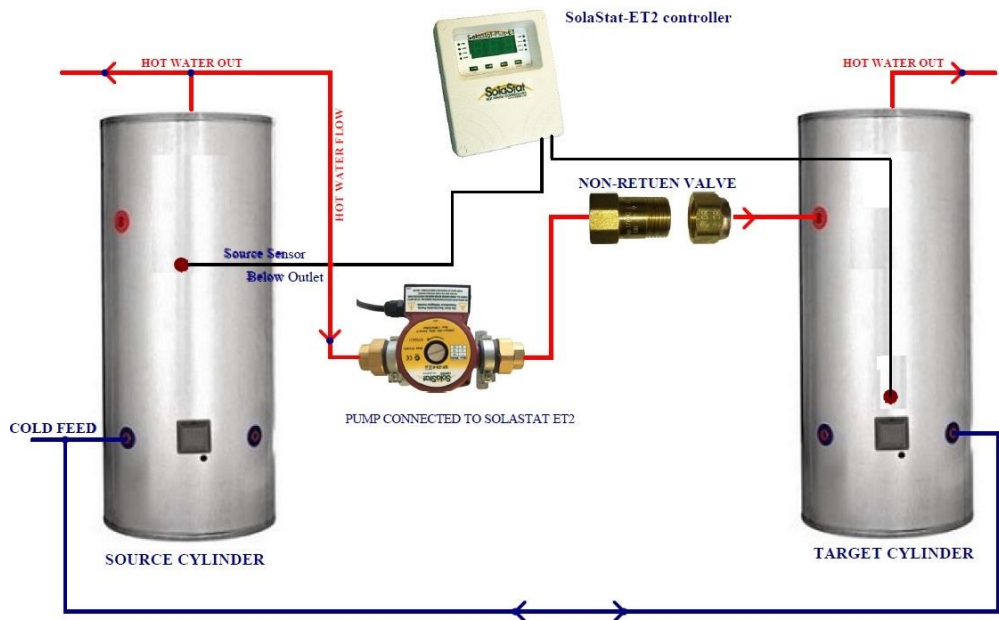 SolaStat-ET2 controller
HOT WATER OUT
HOT WATER OUT
SolaStat
HOT WATER FLOW
NON-RETUEN VALVE
Source Sensor
Below Outlet
SolaStat
PUMP CONNECTED TO SOLASTAT ET2
COLD FEED
SOURCE CYLINDER
TARGET CYLINDER